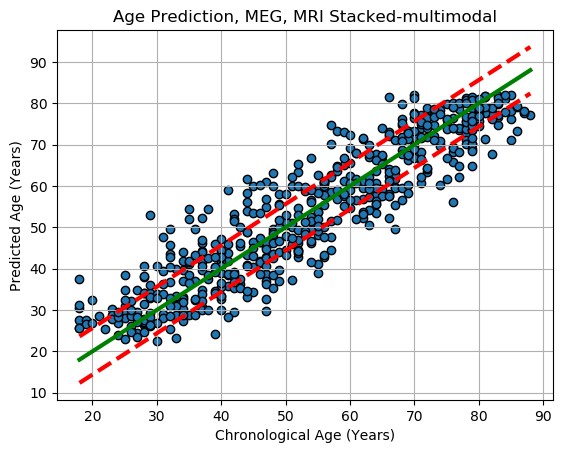 Age Prediction, MEG, MRI Stacked-multimodal
90
80
70
60
50
40
30
20
10
Predicted Age (Years)
20 30 40 50 60 70 80 90
Chronological Age (Years)